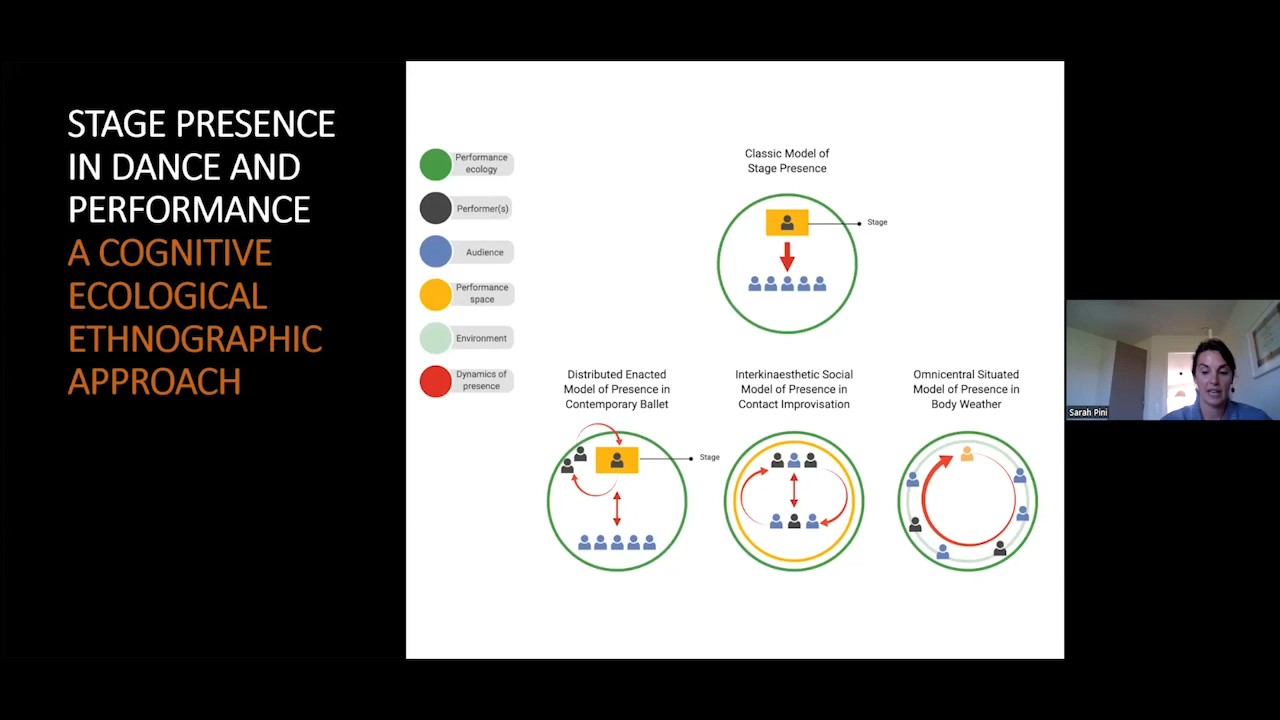 STAGE PRESENCE
IN DANCE AND
PERFORMANCE
A COGNITIVE
ECOLOGICAL
ETHNOGRAPHIC
APPROACH
Performance
ecology
Performer(s)
Audience
Performance
space
Environment
Dynamics of
presence
Classic Model of
Stage Presence
Stage
Distributed Enacted
Model of Presence in
Contemporary Ballet
Stage
Interkinaesthetic Social
Model of Presence in
Contact Improvisation
Omnicentral Situated
Model of Presence in
Body Weather
Sarah Pini